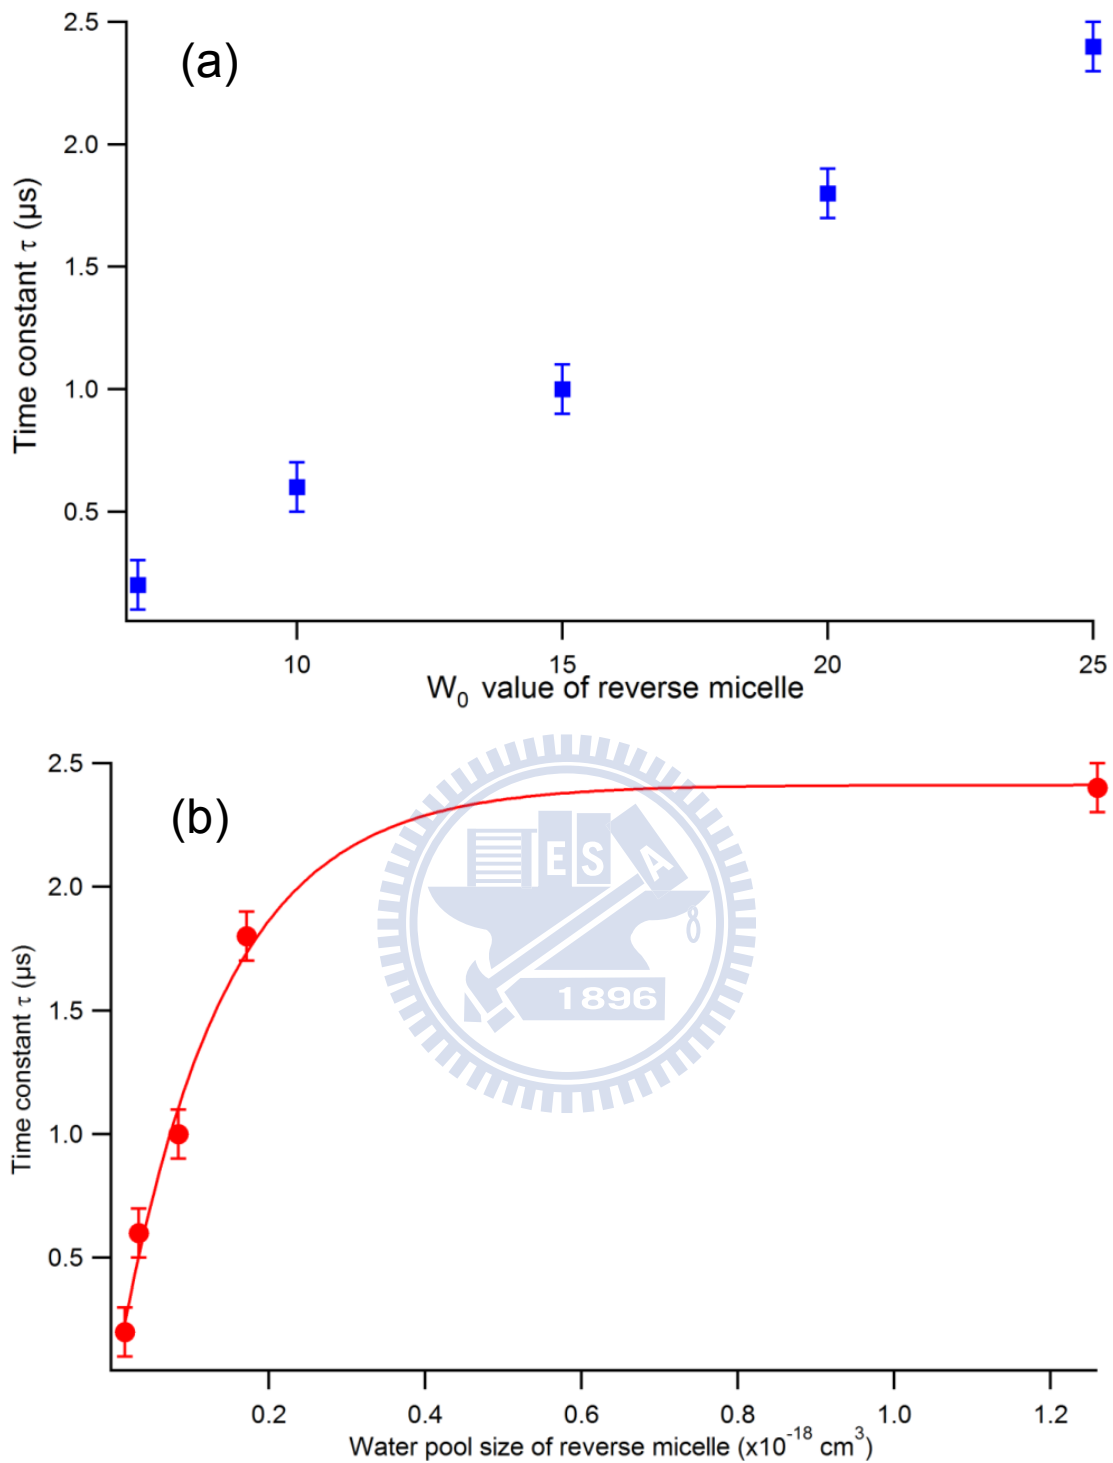 (a)
2.5
2.0
1.5
1.0
0.5
Time constant τ (µs)
10 15 20 25
W₀ value of reverse micelle
(b)
2.5
2.0
1.5
1.0
0.5
Time constant τ (µs)
E S A
1896
0.2 0.4 0.6 0.8 1.0 1.2
Water pool size of reverse micelle (x10⁻¹⁸ cm³)